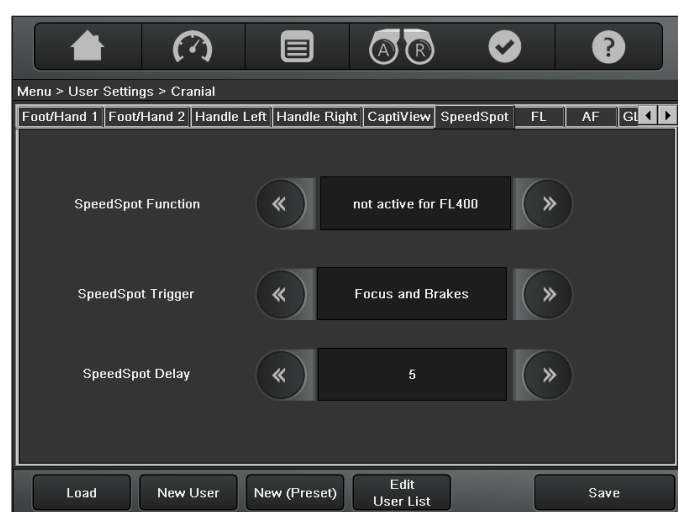 A R ?
Menu > User Settings > Cranial
Foot/Hand 1 Foot/Hand 2 Handle Left Handle Right CaptiView SpeedSpot FL AF
SpeedSpot Function not active for FL400
SpeedSpot Trigger Focus and Brakes
SpeedSpot Delay 5
Load New User New (Preset) Edit User List Save